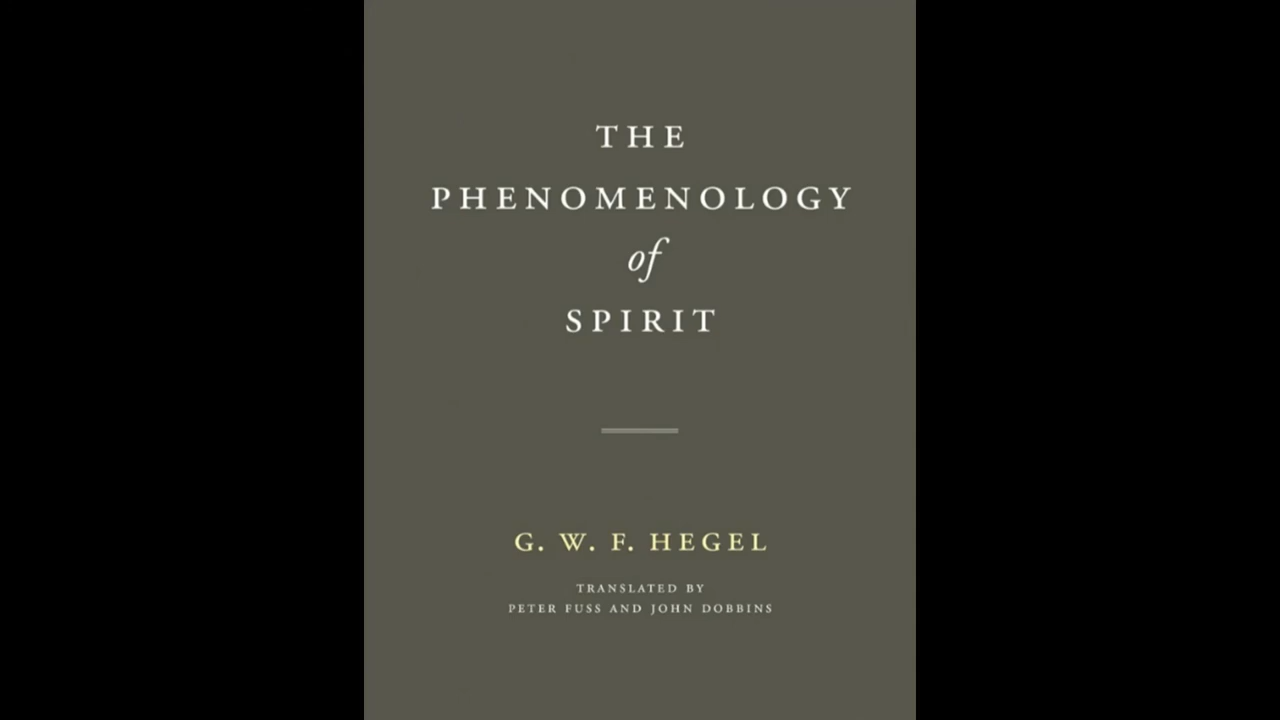 THE
PHENOMENOLOGY
of
SPIRIT
G. W. F. HEGEL
TRANSLATED BY
PETER FUSS AND JOHN DOBBINS